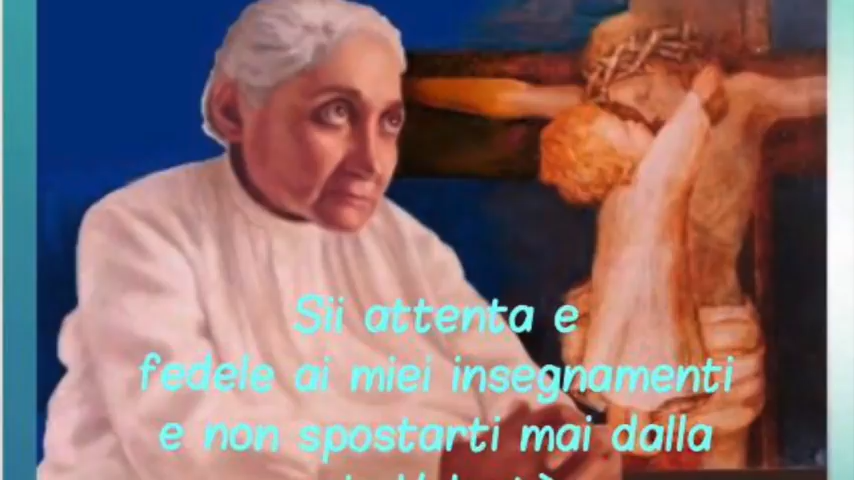 Sii attenta e
fedele ai miei insegnamenti
e non spostarti mai dalla